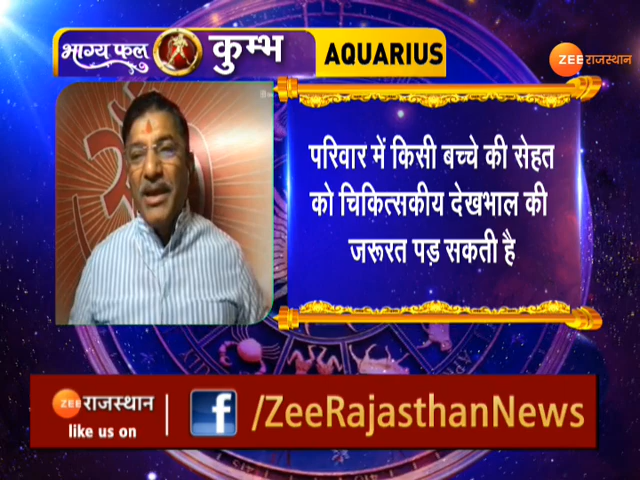 भाग्य फल
कुम्भ
AQUARIUS
ZEE राजस्थान
परिवार में किसी बच्चे की सेहत
को चिकित्सकीय देखभाल की
जरूरत पड़ सकती है
ZEE राजस्थान
like us on
f /ZeeRajasthanNews